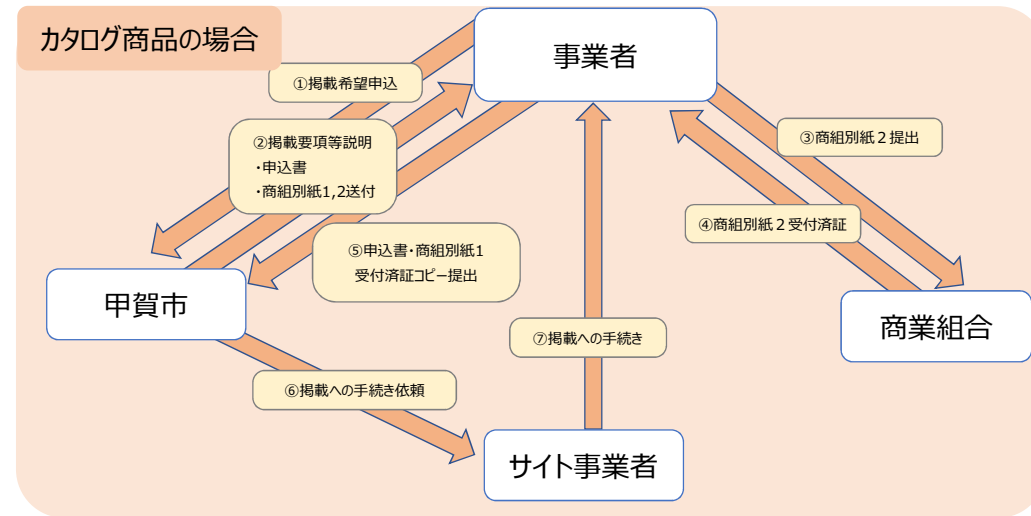 カタログ商品の場合
事業者
①掲載希望申込
②掲載要項等説明
・申込書
・商組別紙1,2送付
③商組別紙２提出
④商組別紙２受付済証
⑤申込書・商組別紙1
受付済証コピー提出
甲賀市
商業組合
⑦掲載への手続き
⑥掲載への手続き依頼
サイト事業者